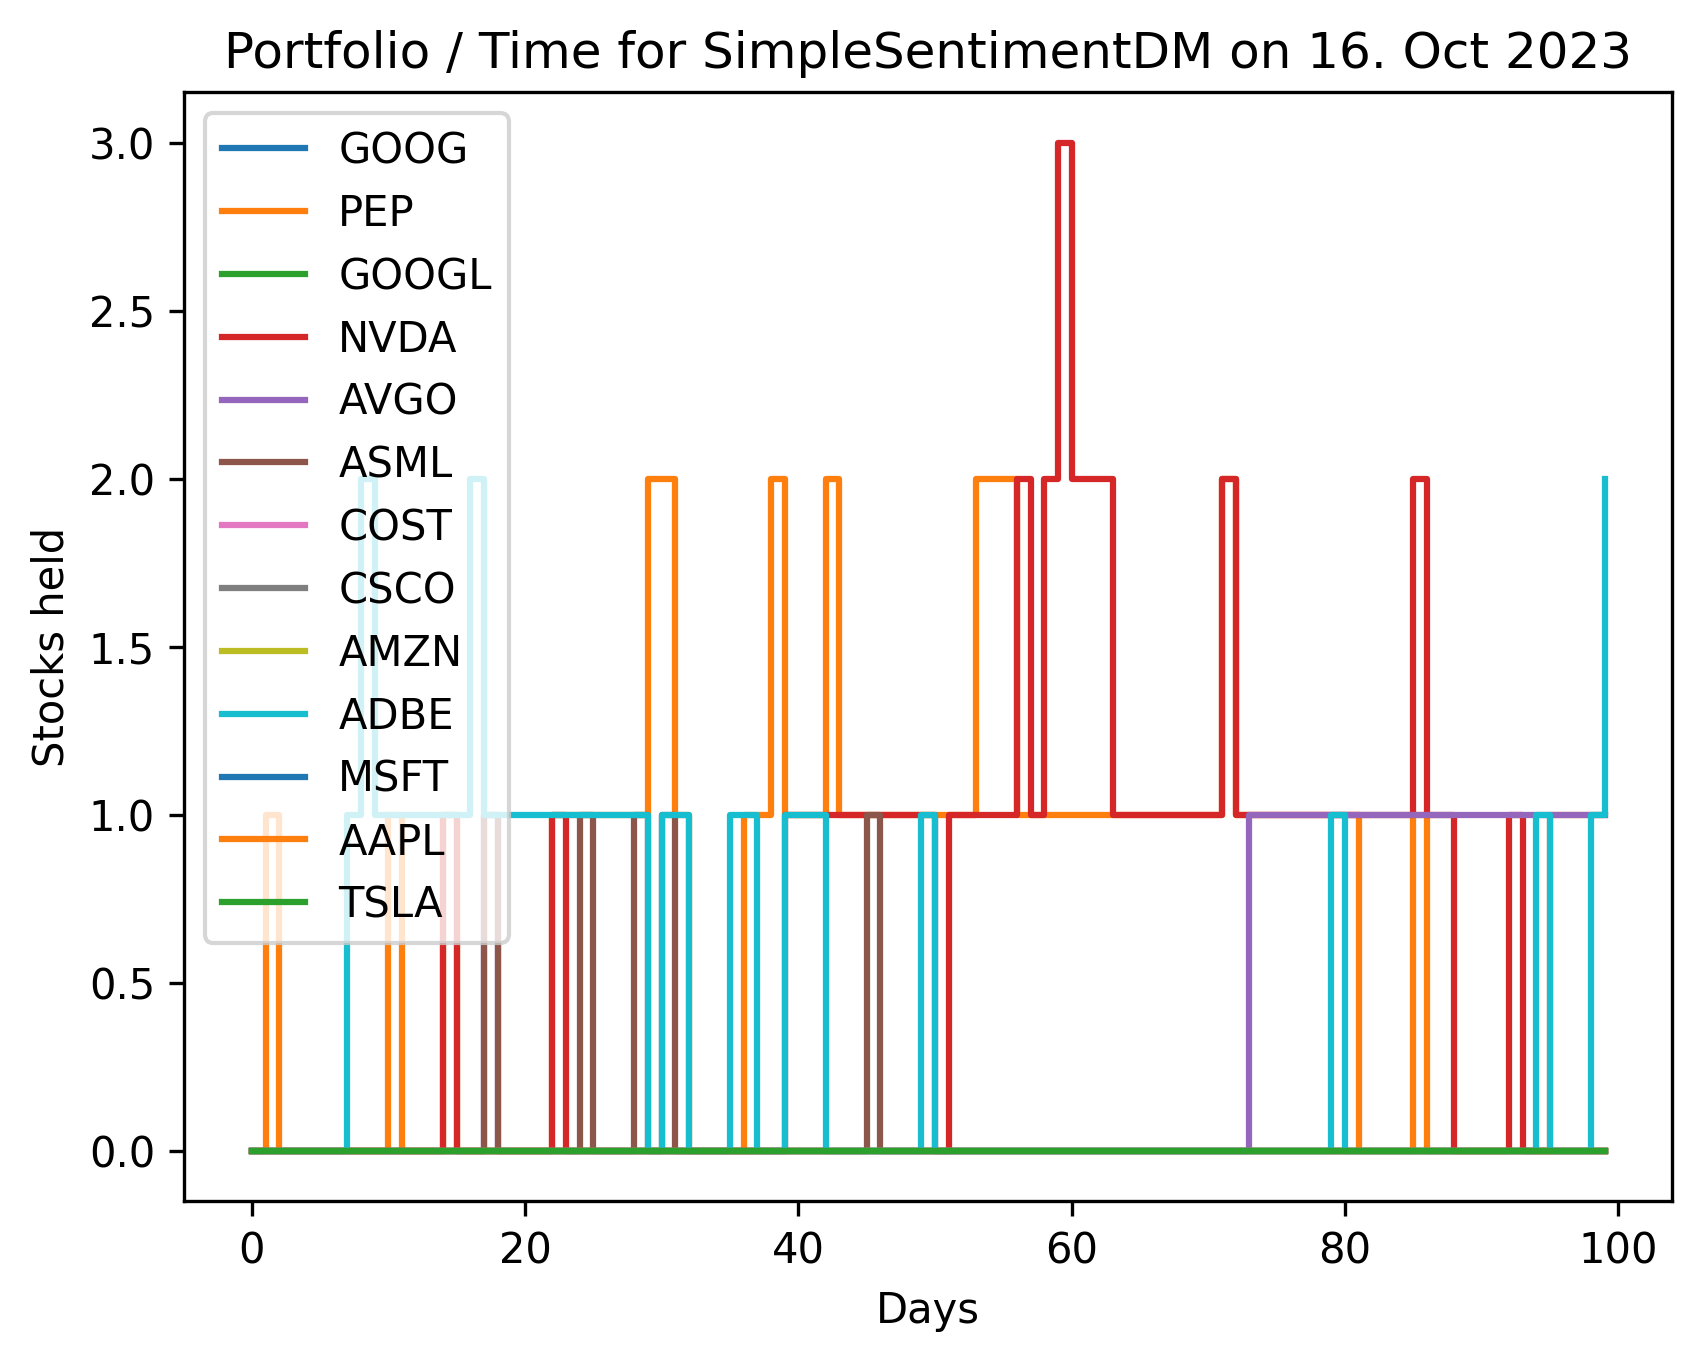 Portfolio / Time for SimpleSentimentDM on 16. Oct 2023
3.0
2.5
2.0
1.5
1.0
0.5
0.0
Stocks held
GOOG
PEP
GOOGL
NVDA
AVGO
ASML
COST
CSCO
AMZN
ADBE
MSFT
AAPL
TSLA
0 20 40 60 80 100
Days